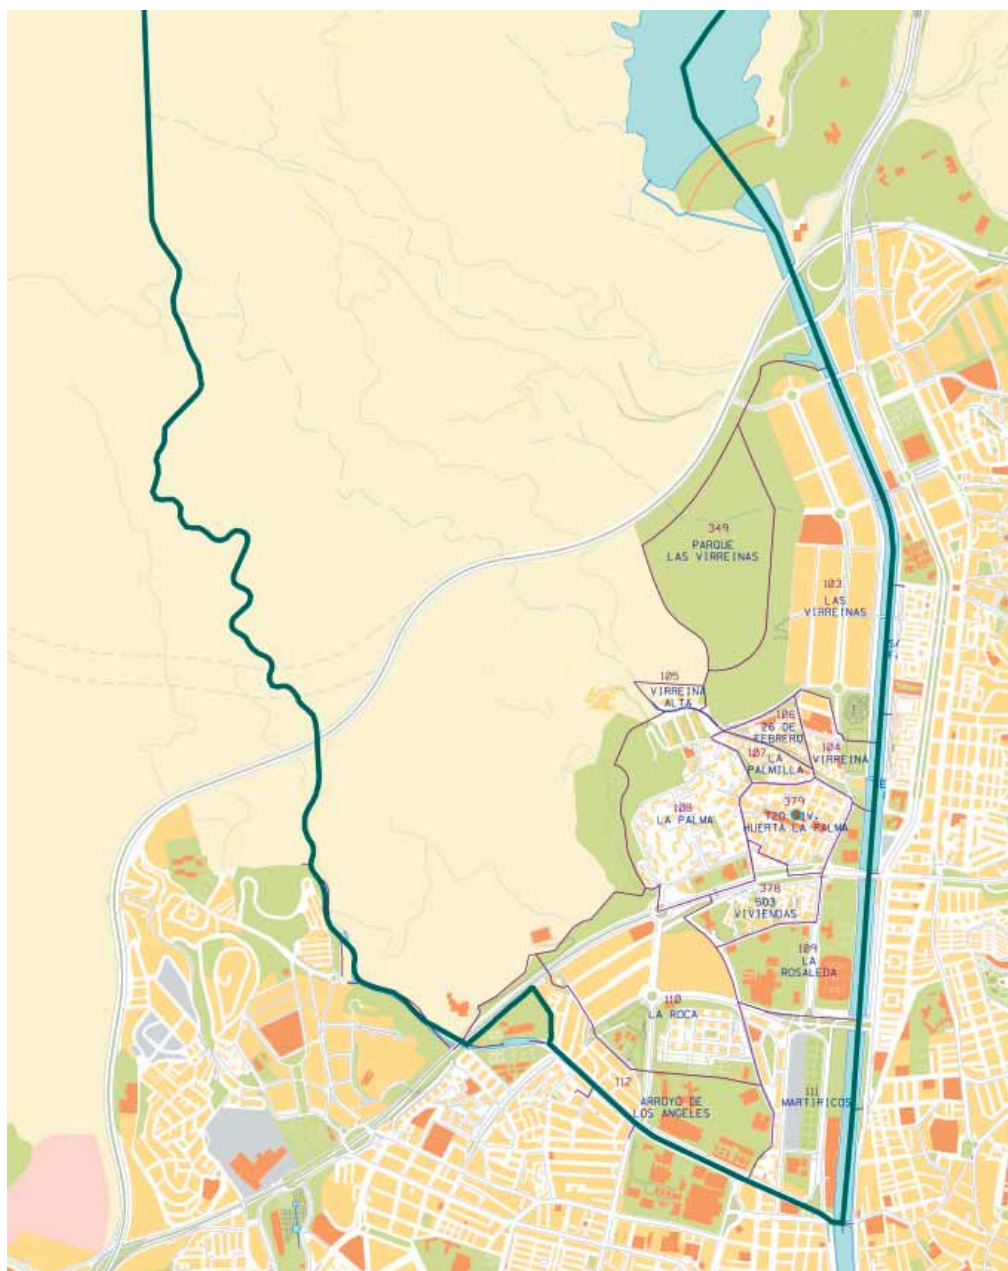 349
PARQUE
LAS VIRREINAS
103
LAS
VIRREINAS
105
VIRREINA
ALTA
106
26 DE
FEBRERO
107
LA
PALMILLA
104
VIRREINA
108
LA PALMA
379
720 VIV.
HUERTA LA PALMA
378
503
VIVIENDAS
109
LA
ROSALEDA
110
LA ROCA
112
ARROYO DE
LOS ANGELES
111
MARTIRICOS